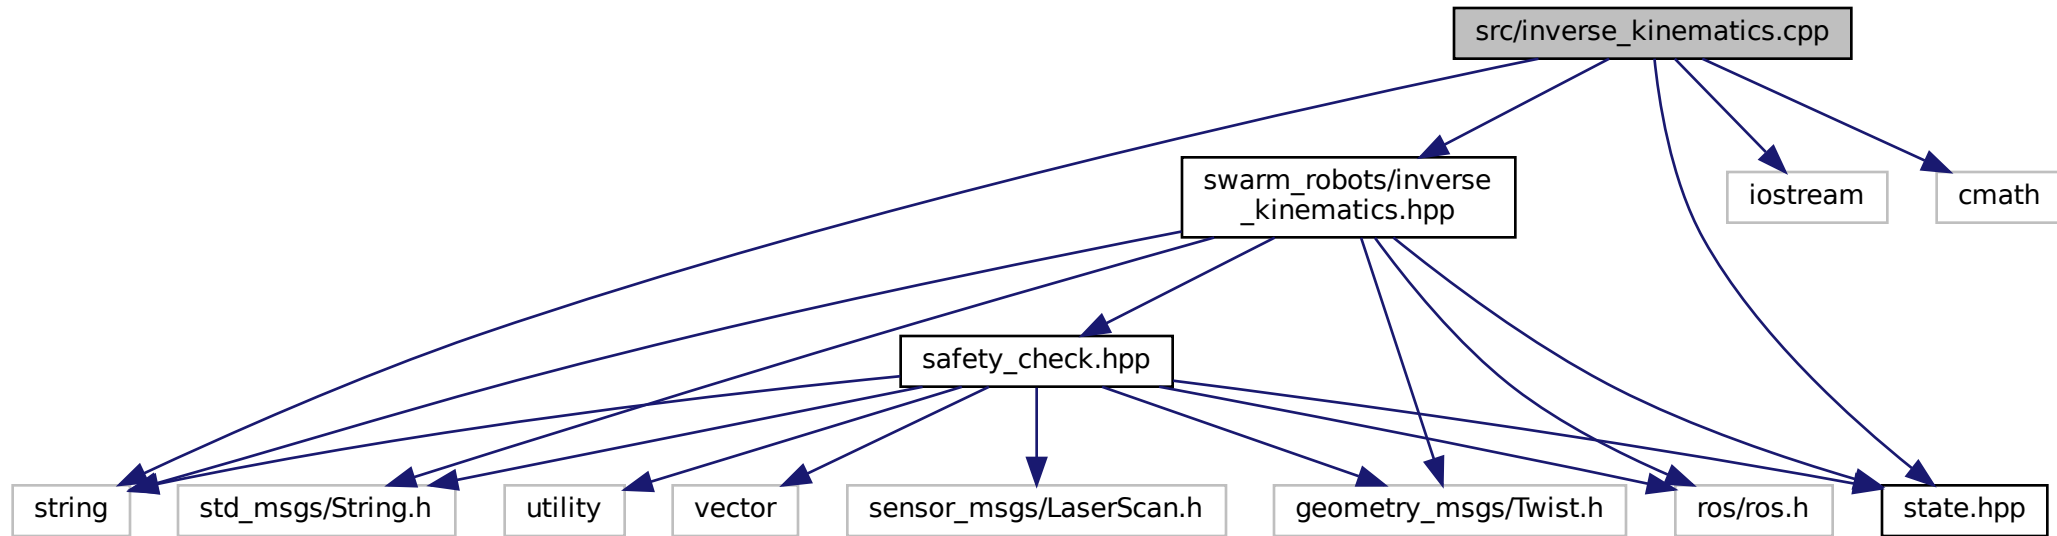 src/inverse_kinematics.cpp
swarm_robots/inverse
_kinematics.hpp
iostream
cmath
safety_check.hpp
string
std_msgs/String.h
utility
vector
sensor_msgs/LaserScan.h
geometry_msgs/Twist.h
ros/ros.h
state.hpp